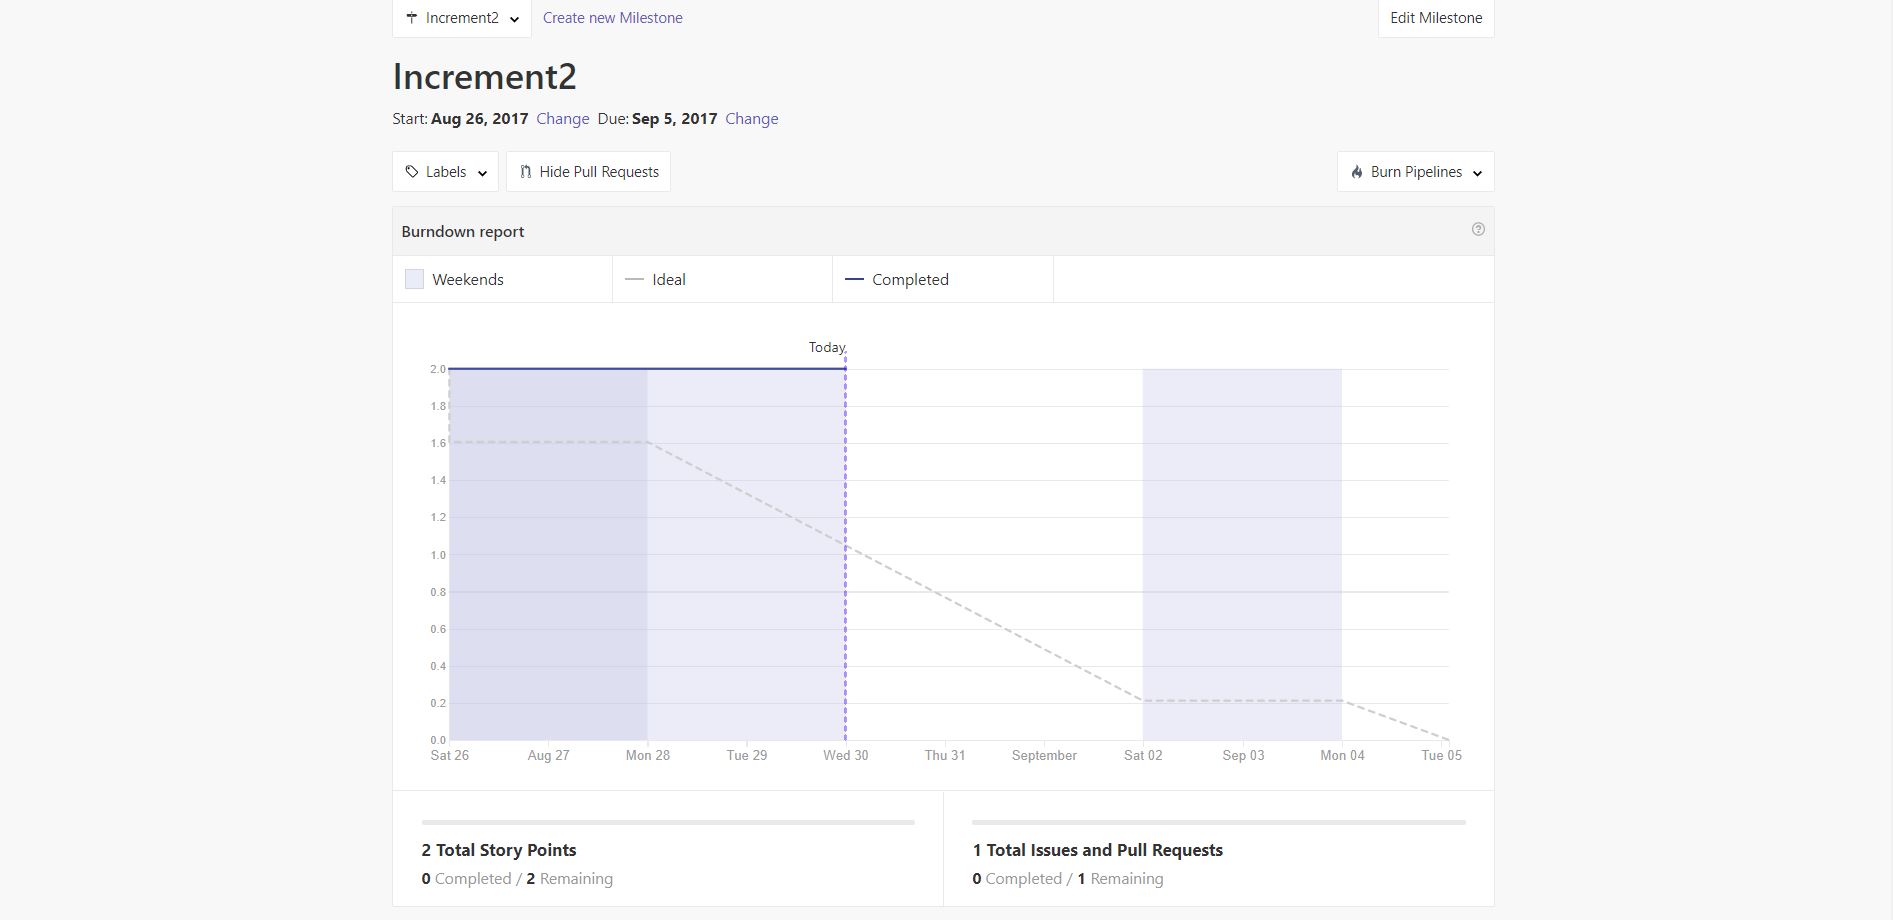 Increment2 Create new Milestone Edit Milestone
Increment2
Start: Aug 26, 2017 Change Due: Sep 5, 2017 Change
Labels Hide Pull Requests Burn Pipelines
Burndown report
Weekends Ideal Completed
Today
2.0
1.8
1.6
1.4
1.2
1.0
0.8
0.6
0.4
0.2
0.0
Sat 26 Aug 27 Mon 28 Tue 29 Wed 30 Thu 31 September Sat 02 Sep 03 Mon 04 Tue 05
2 Total Story Points
0 Completed / 2 Remaining
1 Total Issues and Pull Requests
0 Completed / 1 Remaining